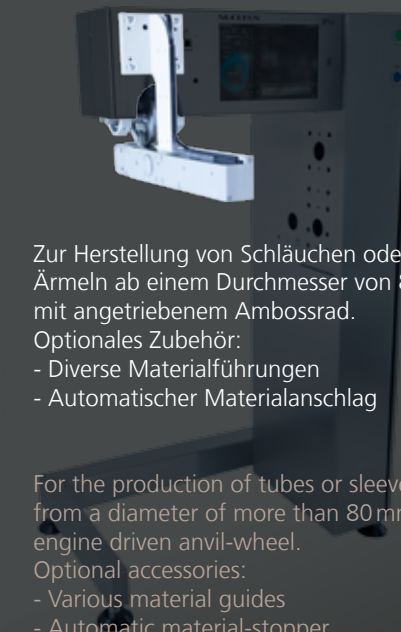 Zur Herstellung von Schläuchen ode
Ärmeln ab einem Durchmesser von 8
mit angetriebenem Ambossrad.
Optionales Zubehör:
- Diverse Materialführungen
- Automatischer Materialanschlag
For the production of tubes or sleeve
from a diameter of more than 80 mm
engine driven anvil-wheel.
Optional accessories:
- Various material guides
- Automatic material-stopper